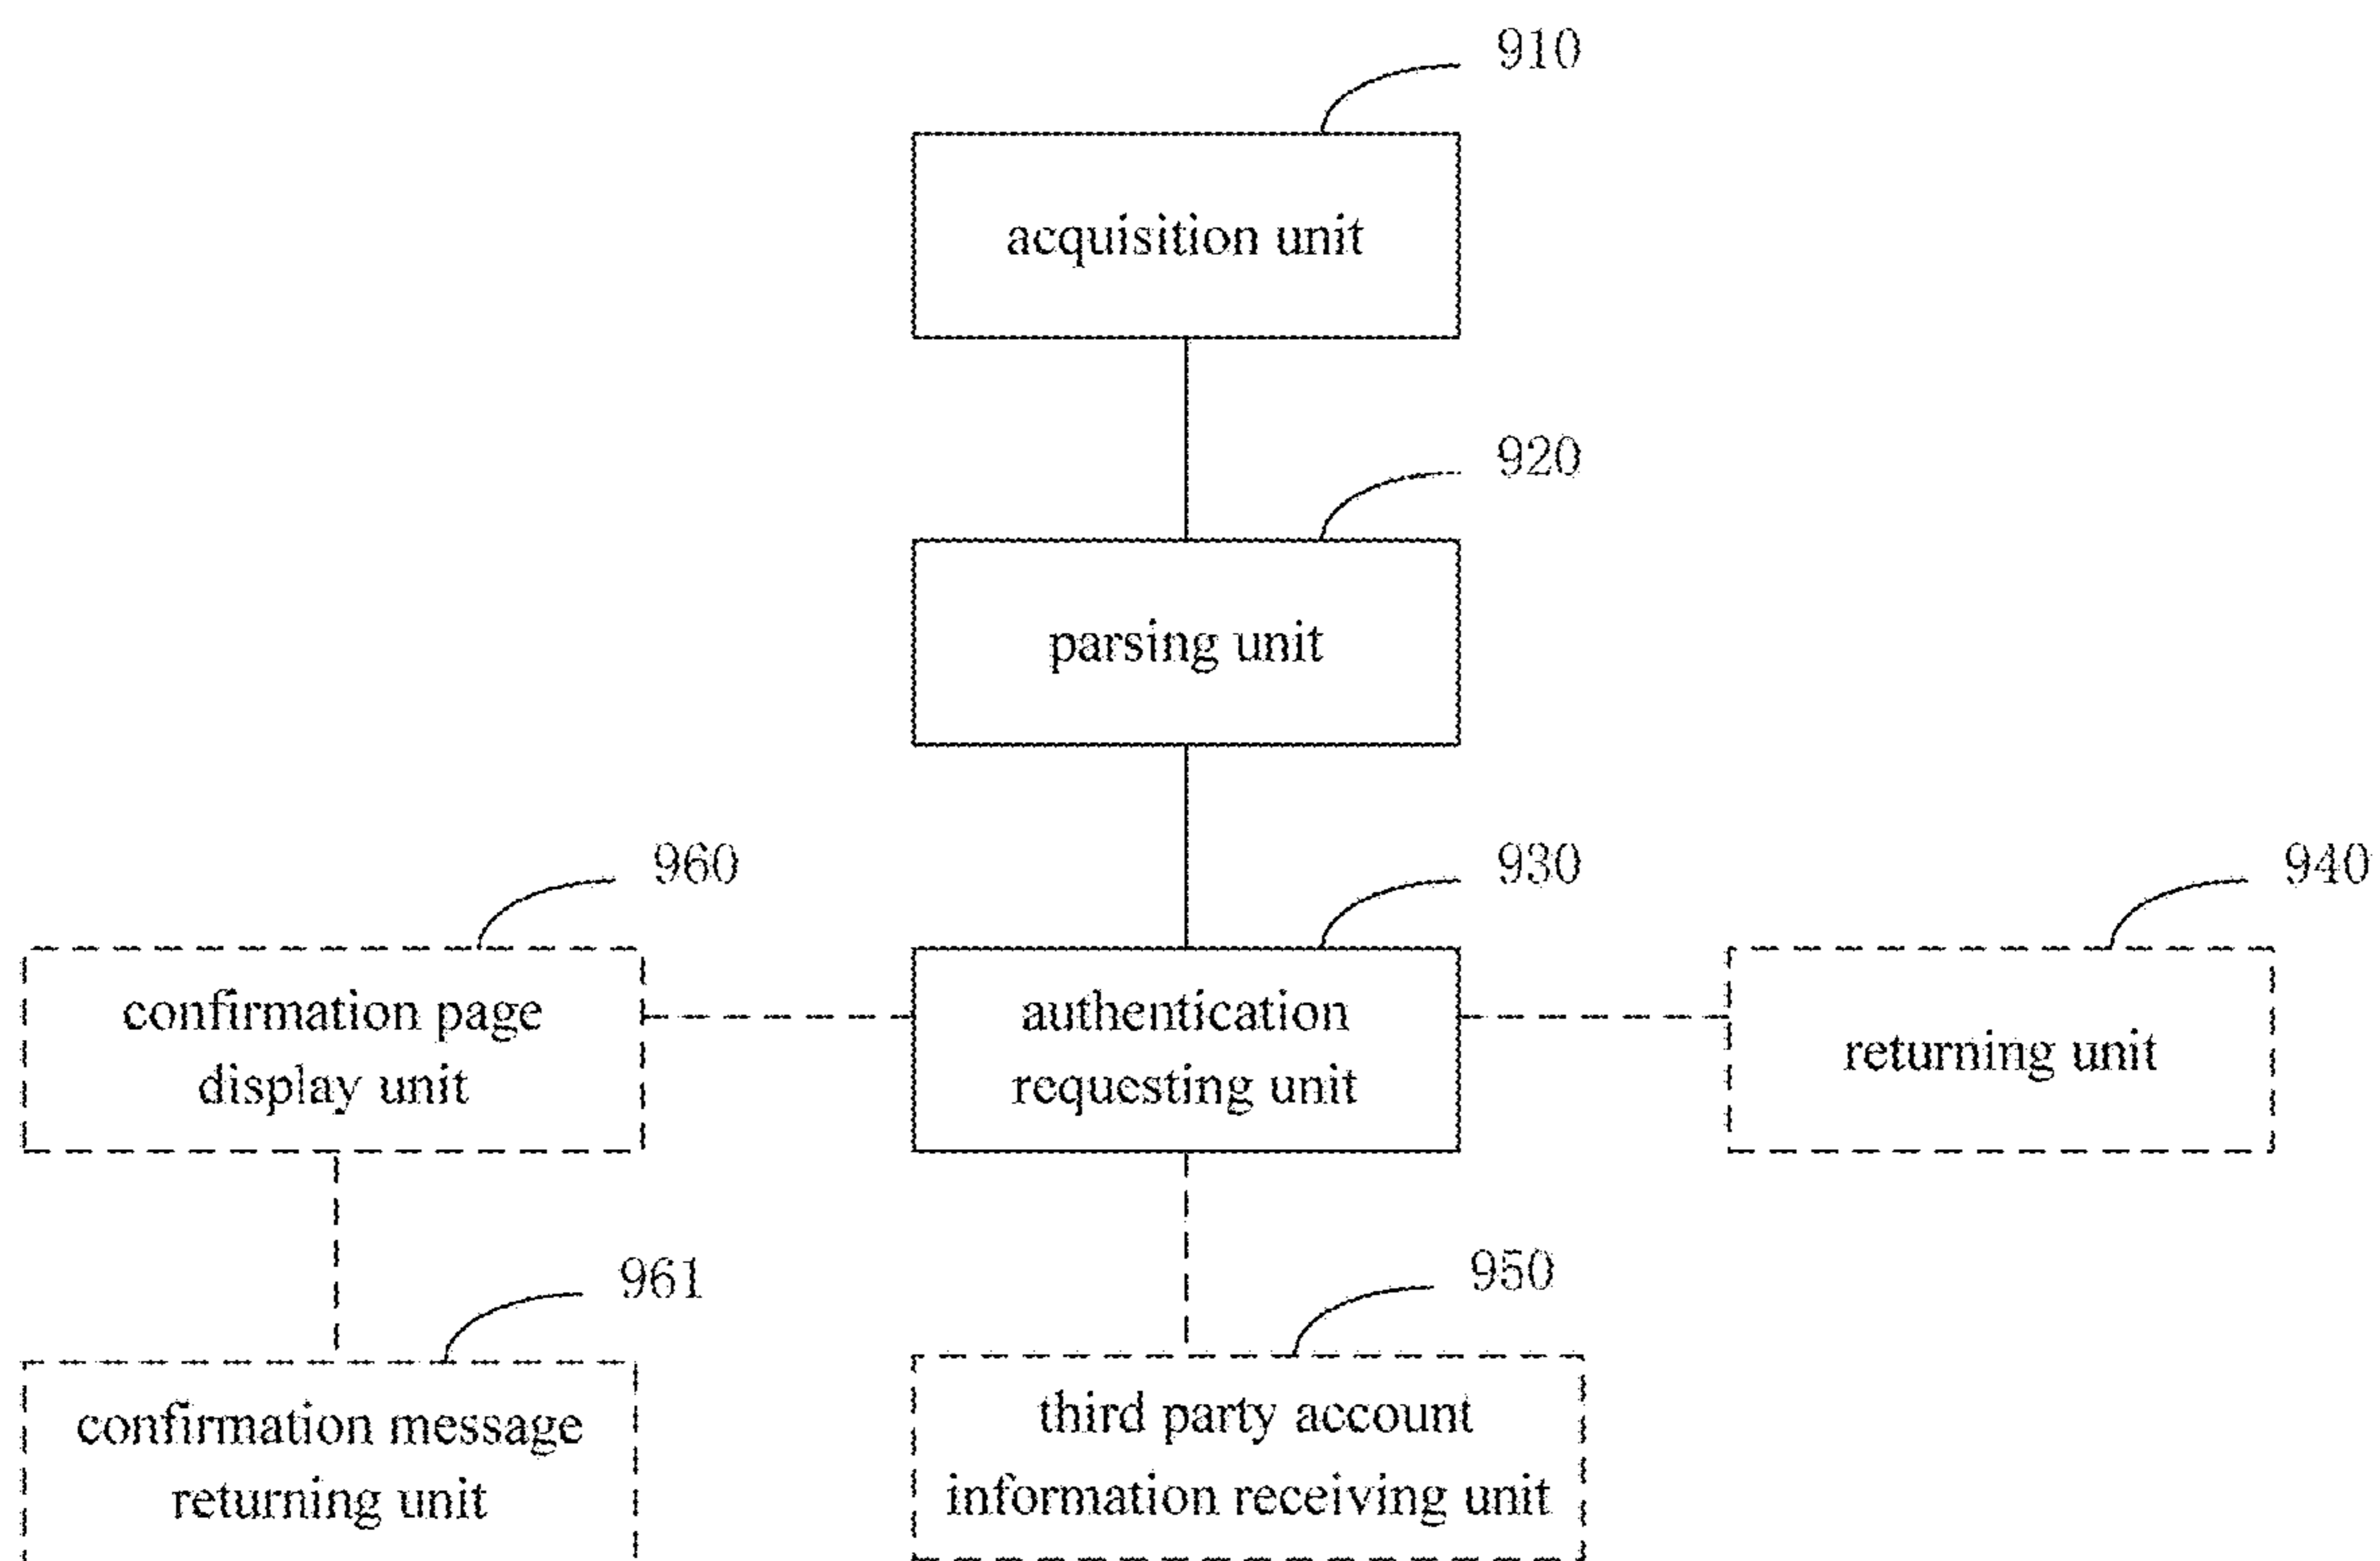 910
acquisition unit
920
parsing unit
960
930
940
confirmation page
display unit
authentication
requesting unit
returning unit
961
950
confirmation message
returning unit
third party account
information receiving unit